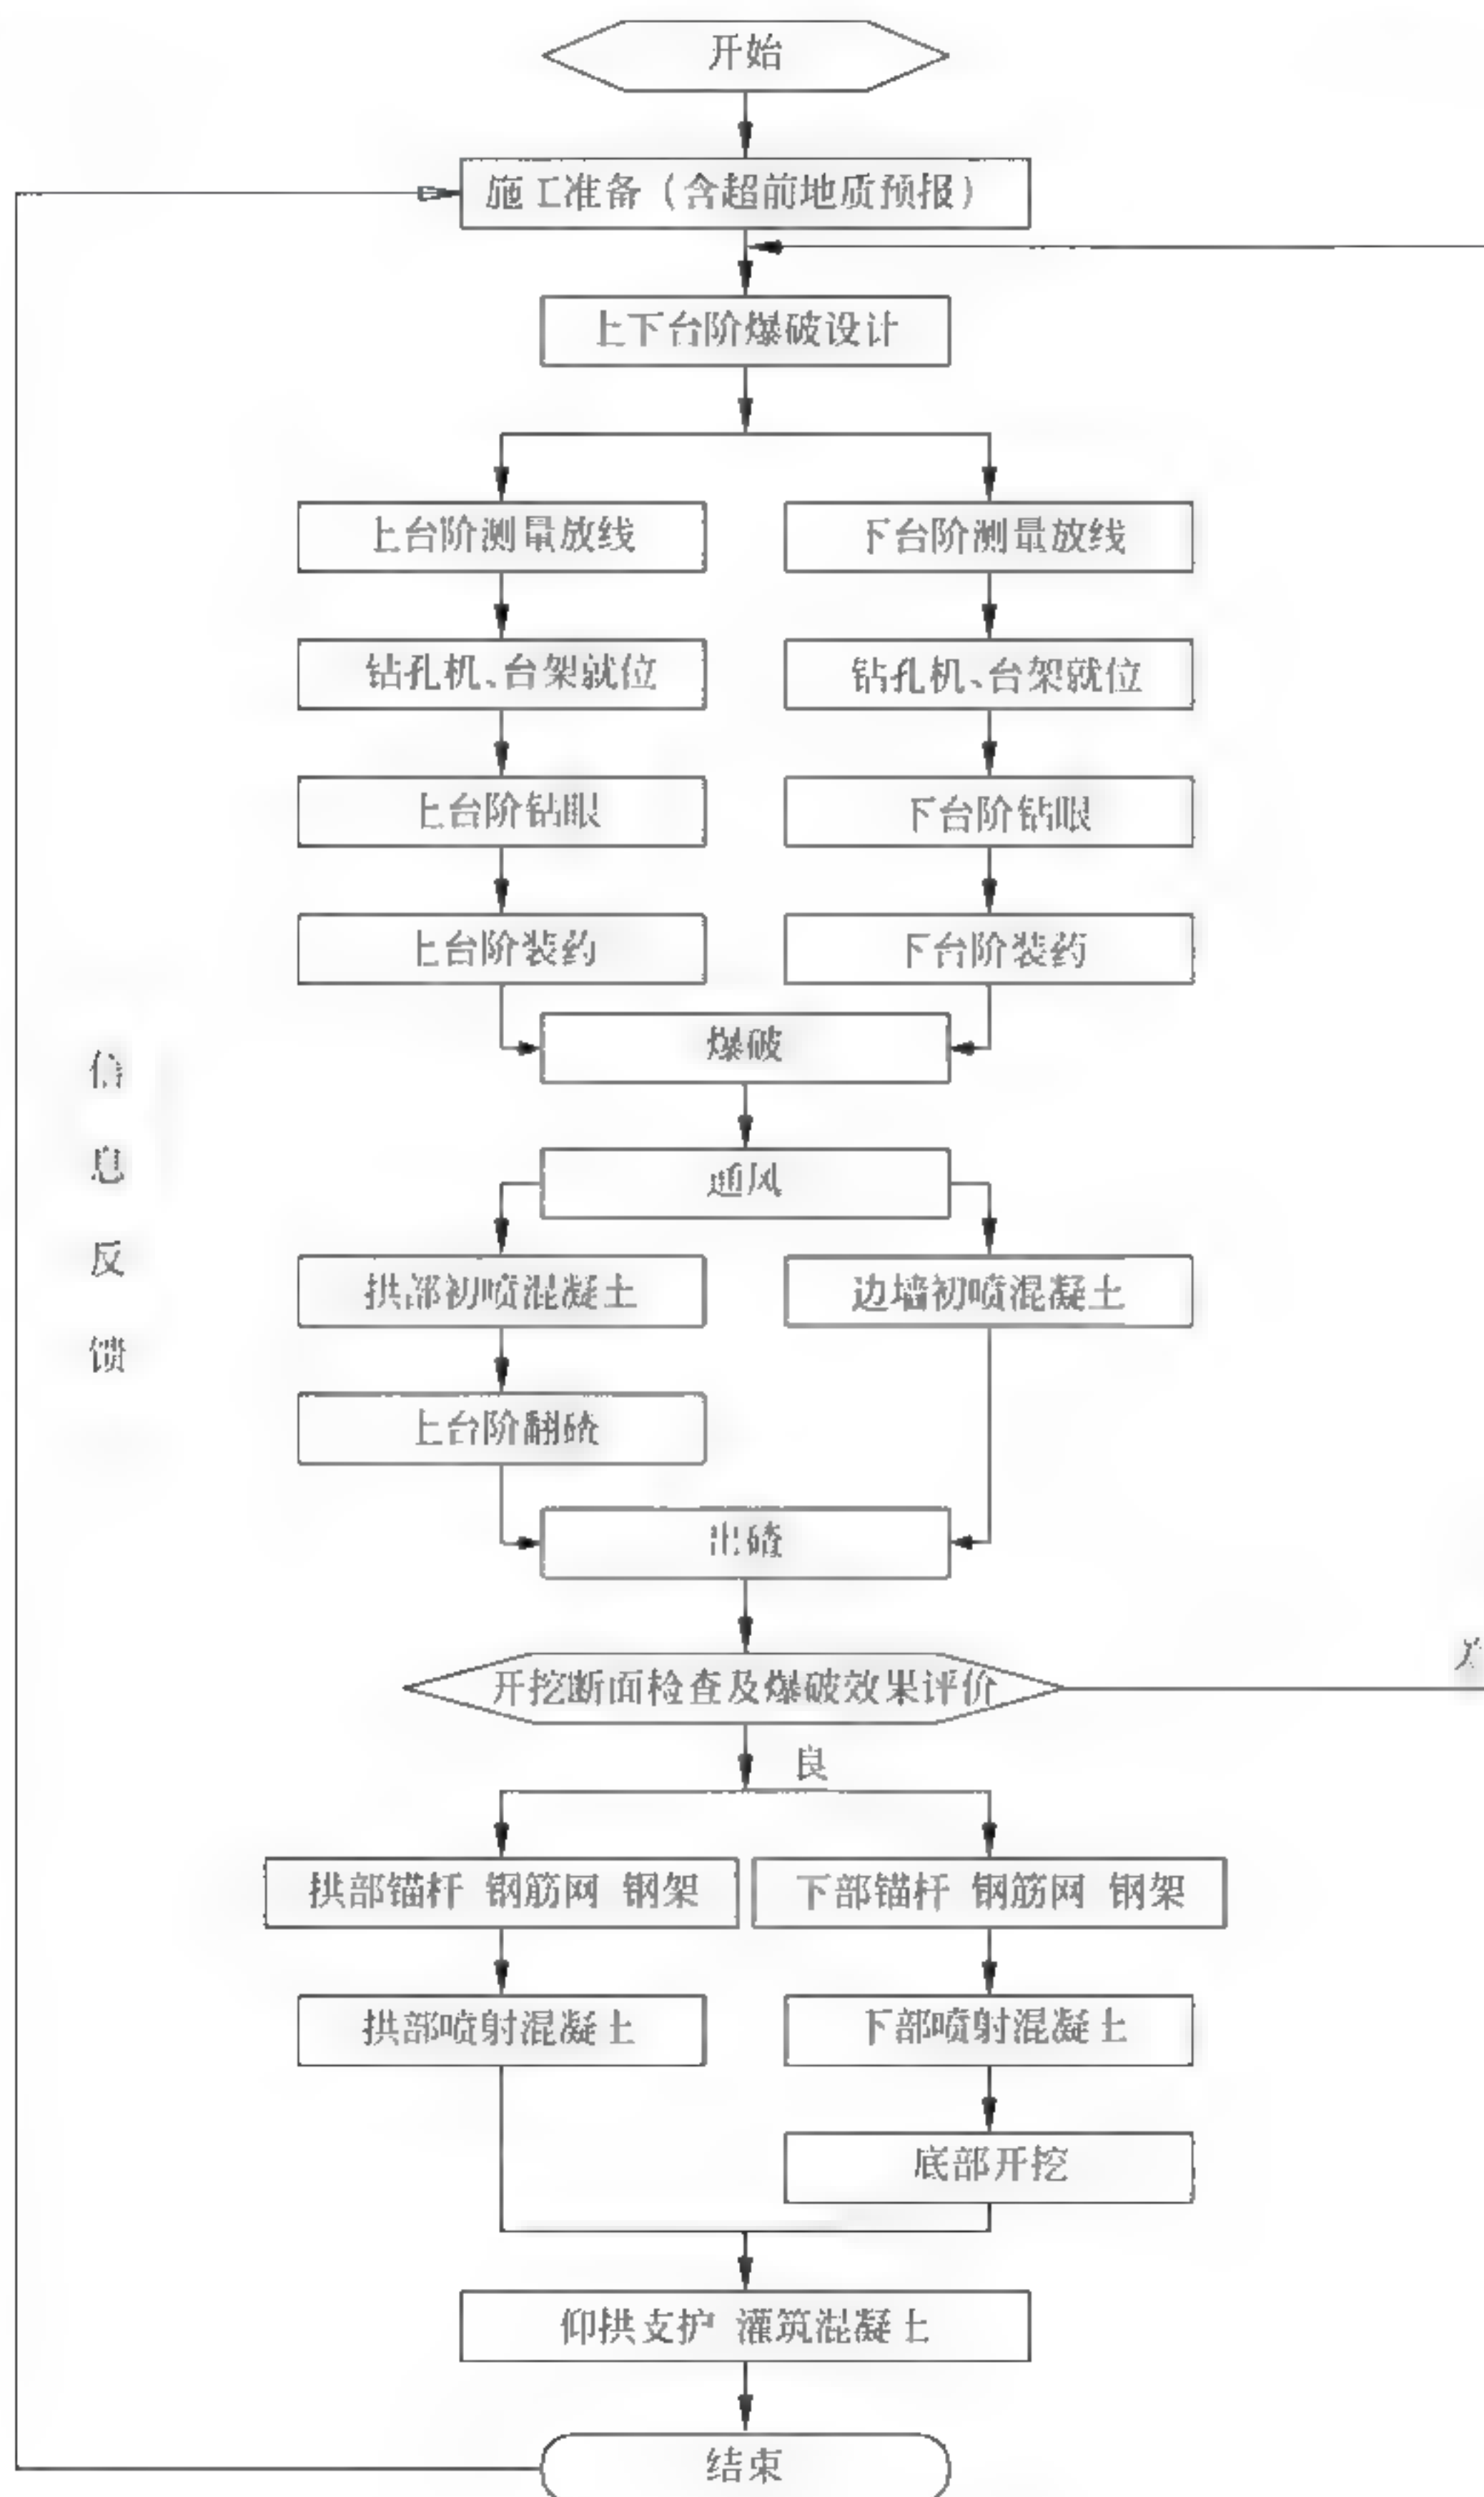 开始
施工准备（含超前地质预报）
上下台阶爆破设计
上台阶测量放线
下台阶测量放线
钻孔机、台架就位
钻孔机、台架就位
上台阶钻眼
下台阶钻眼
上台阶装药
下台阶装药
爆破
通风
拱部初喷混凝土
边墙初喷混凝土
上台阶翻碴
出碴
开挖断面检查及爆破效果评价
良
拱部锚杆 钢筋网 钢架
下部锚杆 钢筋网 钢架
拱部喷射混凝土
下部喷射混凝土
底部开挖
仰拱支护 灌筑混凝土
结束
信
息
反
馈